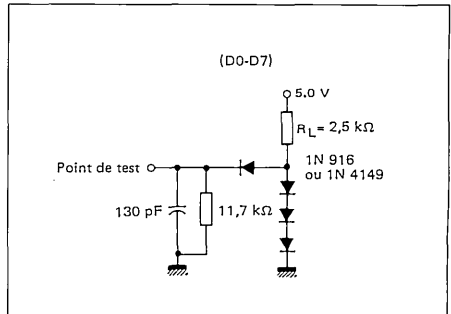 (D0-D7)
5.0 V
R_L = 2,5 kΩ
1N 916
ou 1N 4149
Point de test
130 pF
11,7 kΩ